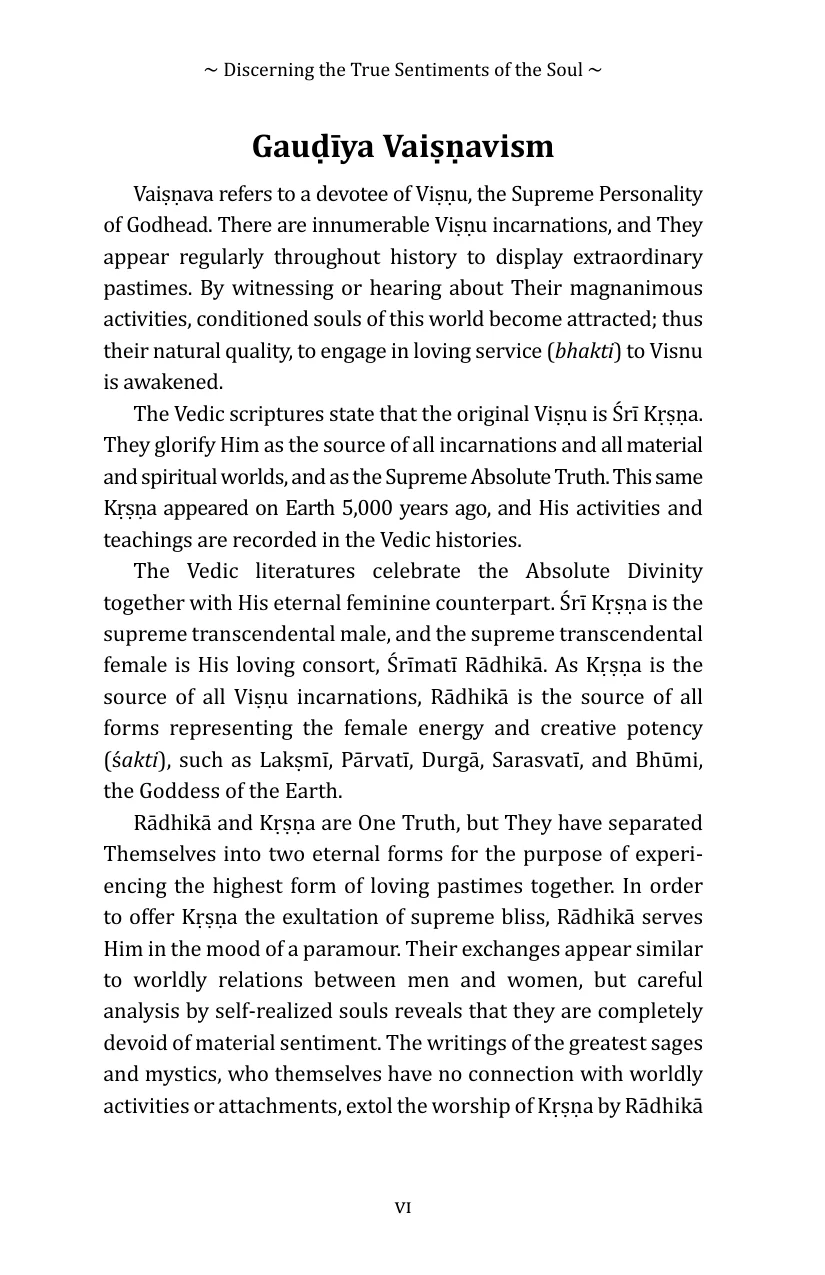 ~ Discerning the True Sentiments of the Soul ~
Gauḍīya Vaiṣṇavism
Vaiṣṇava refers to a devotee of Viṣṇu, the Supreme Personality
of Godhead. There are innumerable Viṣṇu incarnations, and They
appear regularly throughout history to display extraordinary
pastimes. By witnessing or hearing about Their magnanimous
activities, conditioned souls of this world become attracted; thus
their natural quality, to engage in loving service (bhakti) to Visnu
is awakened.
The Vedic scriptures state that the original Viṣṇu is Śrī Kṛṣṇa.
They glorify Him as the source of all incarnations and all material
and spiritual worlds, and as the Supreme Absolute Truth. This same
Kṛṣṇa appeared on Earth 5,000 years ago, and His activities and
teachings are recorded in the Vedic histories.
The Vedic literatures celebrate the Absolute Divinity
together with His eternal feminine counterpart. Śrī Kṛṣṇa is the
supreme transcendental male, and the supreme transcendental
female is His loving consort, Śrīmatī Rādhikā. As Kṛṣṇa is the
source of all Viṣṇu incarnations, Rādhikā is the source of all
forms representing the female energy and creative potency
(śakti), such as Lakṣmī, Pārvatī, Durgā, Sarasvatī, and Bhūmi,
the Goddess of the Earth.
Rādhikā and Kṛṣṇa are One Truth, but They have separated
Themselves into two eternal forms for the purpose of experi-
encing the highest form of loving pastimes together. In order
to offer Kṛṣṇa the exultation of supreme bliss, Rādhikā serves
Him in the mood of a paramour. Their exchanges appear similar
to worldly relations between men and women, but careful
analysis by self-realized souls reveals that they are completely
devoid of material sentiment. The writings of the greatest sages
and mystics, who themselves have no connection with worldly
activities or attachments, extol the worship of Kṛṣṇa by Rādhikā
VI